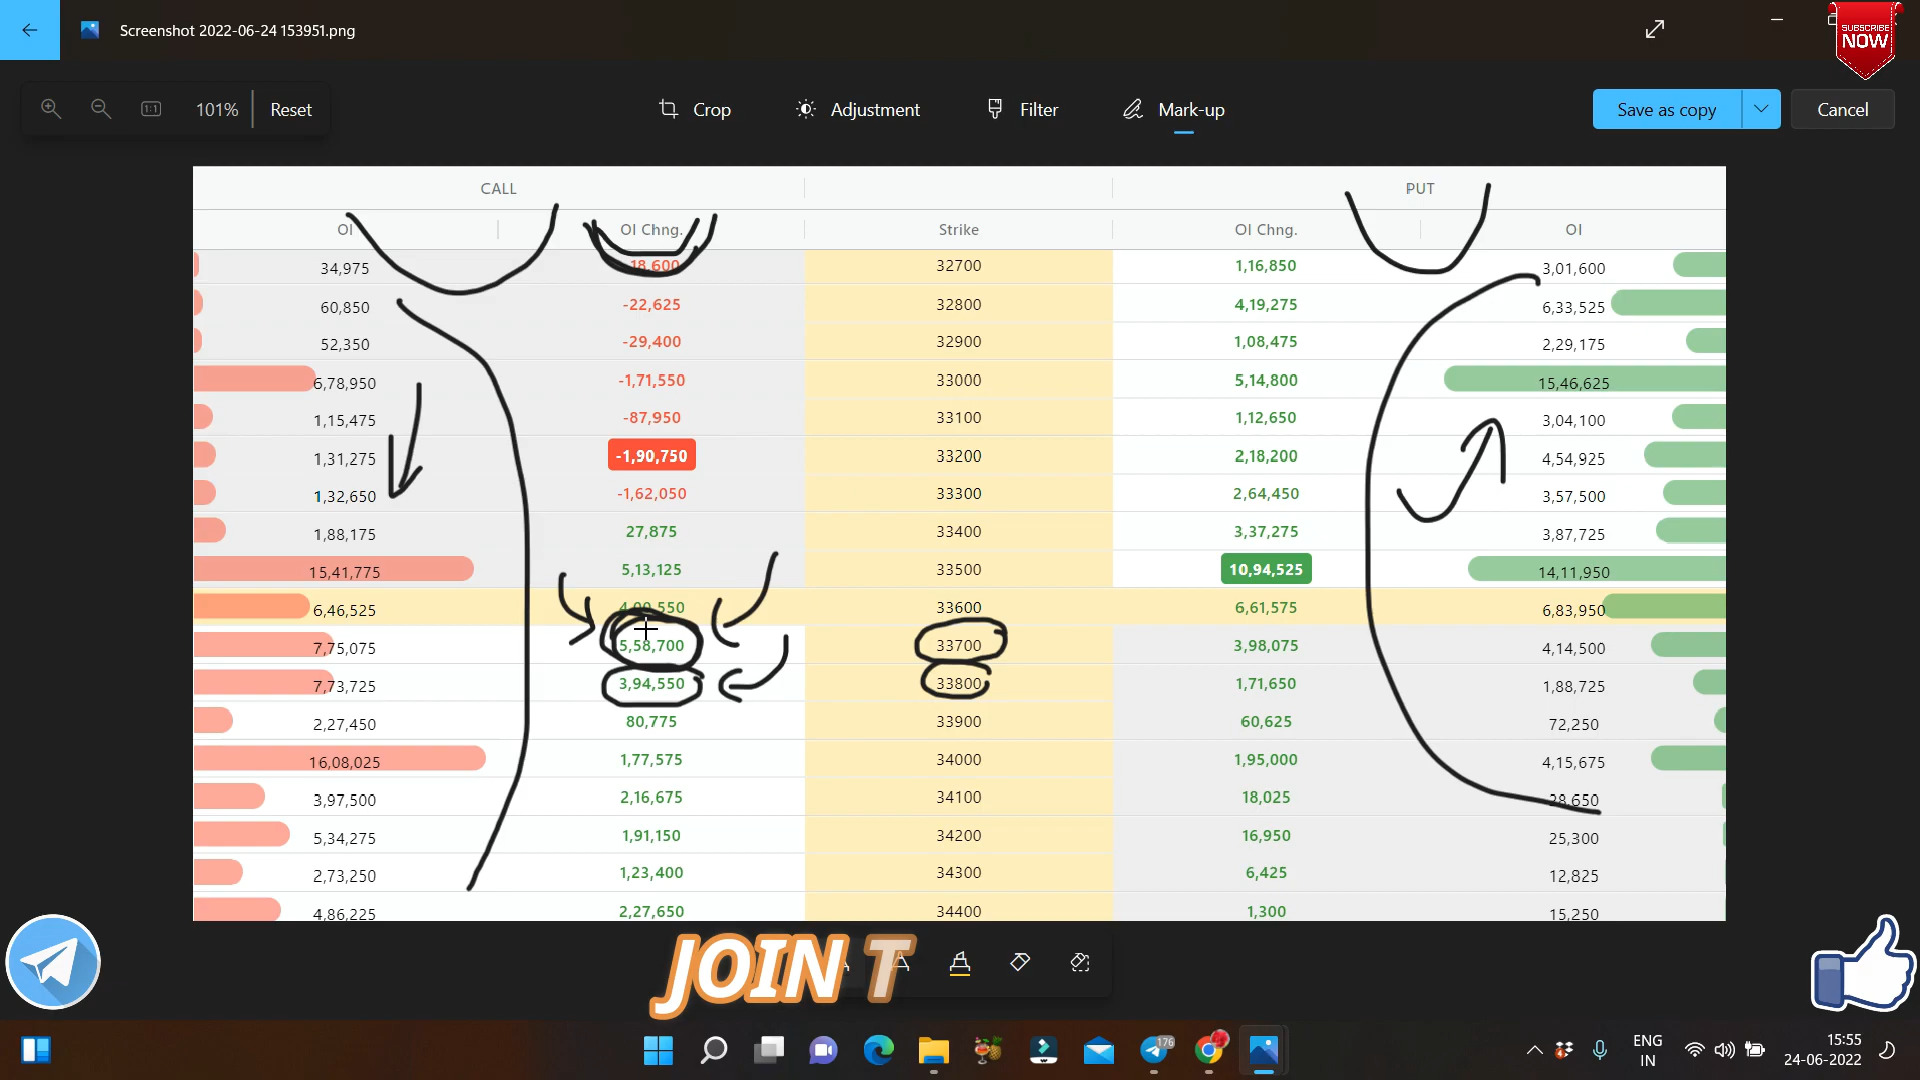 Screenshot 2022-06-24 153951.png
SUBSCRIBE
NOW
101% Reset Crop Adjustment Filter Mark-up Save as copy Cancel
CALL PUT
OI OI Chng. Strike OI Chng. OI
34,975 -18,600 32700 1,16,850 3,01,600
60,850 -22,625 32800 4,19,275 6,33,525
52,350 -29,400 32900 1,08,475 2,29,175
6,78,950 -1,71,550 33000 5,14,800 15,46,625
1,15,475 -87,950 33100 1,12,650 3,04,100
1,31,275 -1,90,750 33200 2,18,200 4,54,925
1,32,650 -1,62,050 33300 2,64,450 3,57,500
1,88,175 27,875 33400 3,37,275 3,87,725
15,41,775 5,13,125 33500 10,94,525 14,11,950
6,46,525 4,00,550 33600 6,61,575 6,83,950
7,75,075 5,58,700 33700 3,98,075 4,14,500
7,73,725 3,94,550 33800 1,71,650 1,88,725
2,27,450 80,775 33900 60,625 72,250
16,08,025 1,77,575 34000 1,95,000 4,15,675
3,97,500 2,16,675 34100 18,025 28,650
5,34,275 1,91,150 34200 16,950 25,300
2,73,250 1,23,400 34300 6,425 12,825
4,86,225 2,27,650 34400 1,300 15,250
JOIN T
176
ENG
IN
15:55
24-06-2022